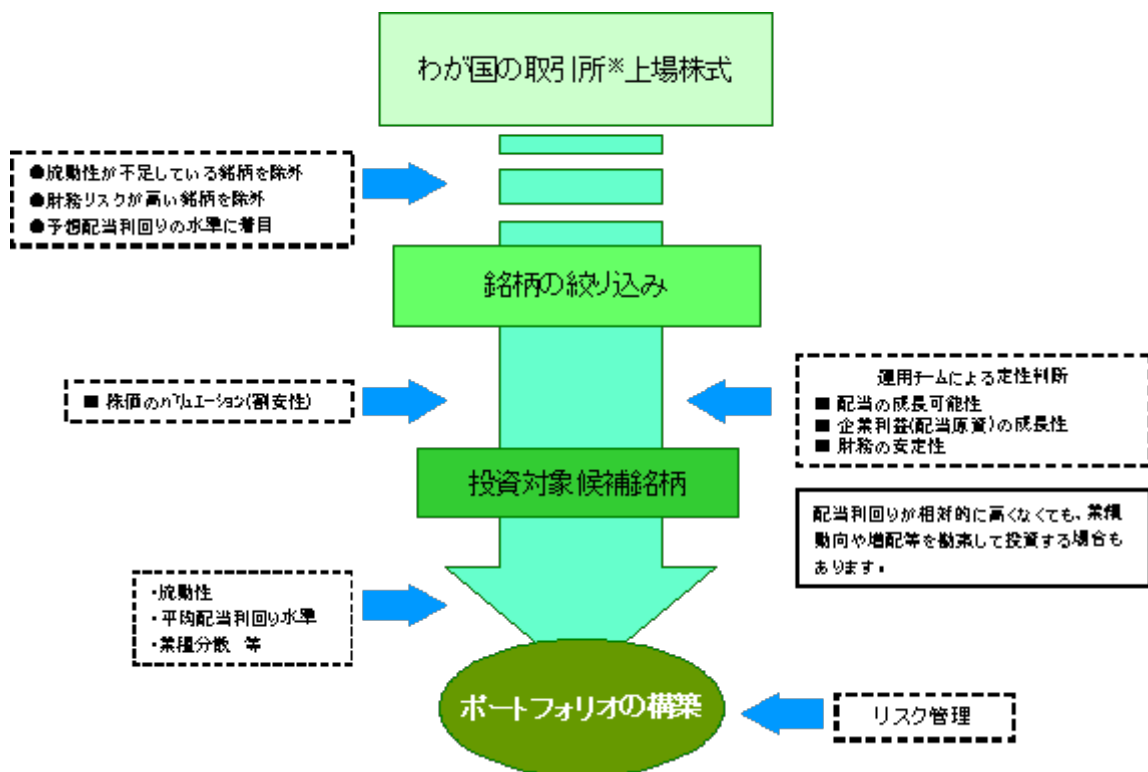 わが国の取引所※上場株式
●流動性が不足している銘柄を除外
●財務リスクが高い銘柄を除外
●予想配当利回りの水準に着目
銘柄の絞り込み
■ 株価のバリュエーション(割安性)
運用チームによる定性判断
■ 配当の成長可能性
■ 企業利益(配当原資)の成長性
■ 財務の安定性
投資対象候補銘柄
配当利回りが相対的に高くなくても、業績
動向や増配等を勘案して投資する場合も
あります。
・流動性
・平均配当利回り水準
・業種分散 等
ポートフォリオの構築
リスク管理